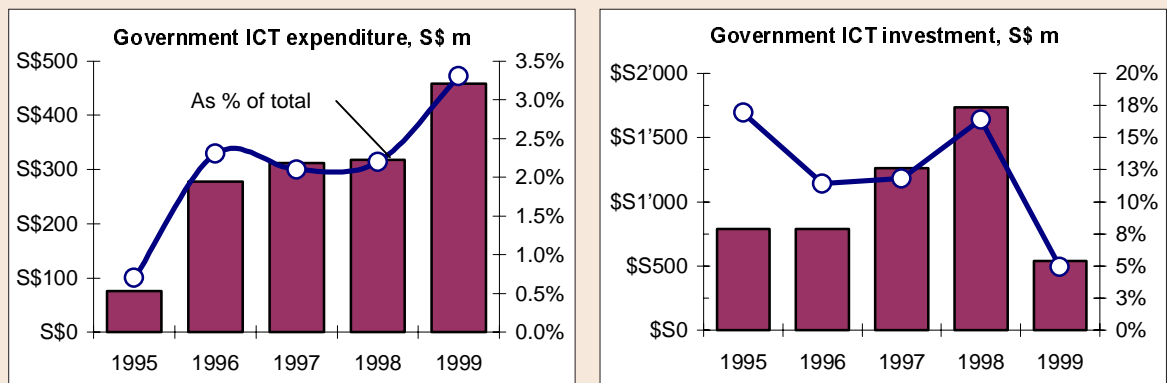 Government ICT expenditure, S$ m
S$500
S$400
S$300
S$200
S$100
S$0
As % of total
3.5%
3.0%
2.5%
2.0%
1.5%
1.0%
0.5%
0.0%
1995 1996 1997 1998 1999
Government ICT investment, S$ m
$S2'000
$S1'500
$S1'000
$S500
$S0
20%
18%
15%
13%
10%
8%
5%
3%
0%
1995 1996 1997 1998 1999